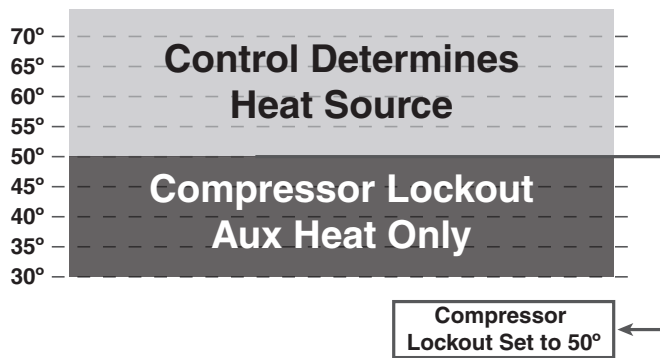 70º
65º
60º
55º
50º
45º
40º
35º
30º
Control Determines
Heat Source
Compressor Lockout
Aux Heat Only
Compressor
Lockout Set to 50º